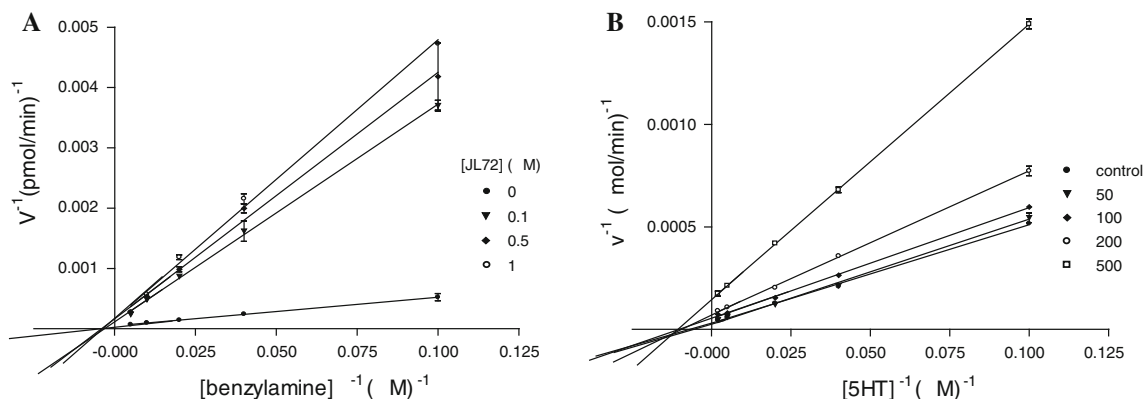 A
V-1(pmol/min)-1
0.005
0.004
0.003
0.002
0.001
-0.000 0.025 0.050 0.075 0.100 0.125
[benzylamine] -1 ( M)-1
[JL72] ( M)
0
0.1
0.5
1
B
v-1 ( mol/min)-1
0.0015
0.0010
0.0005
-0.000 0.025 0.050 0.075 0.100 0.125
[5HT] -1 ( M)-1
control
50
100
200
500